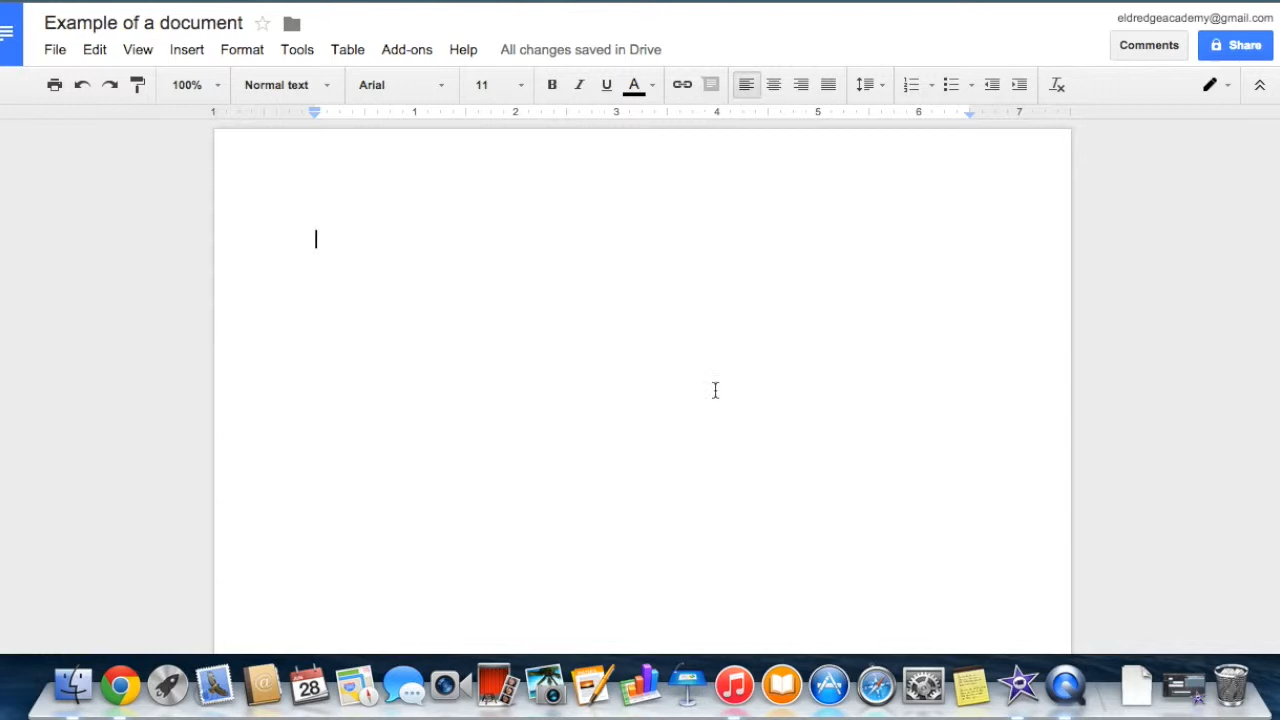 Example of a document
eldredgeacademy@gmail.com
File Edit View Insert Format Tools Table Add-ons Help All changes saved in Drive
Comments Share
100% Normal text Arial 11 B I U A
1 1 2 3 4 5 6 7
28